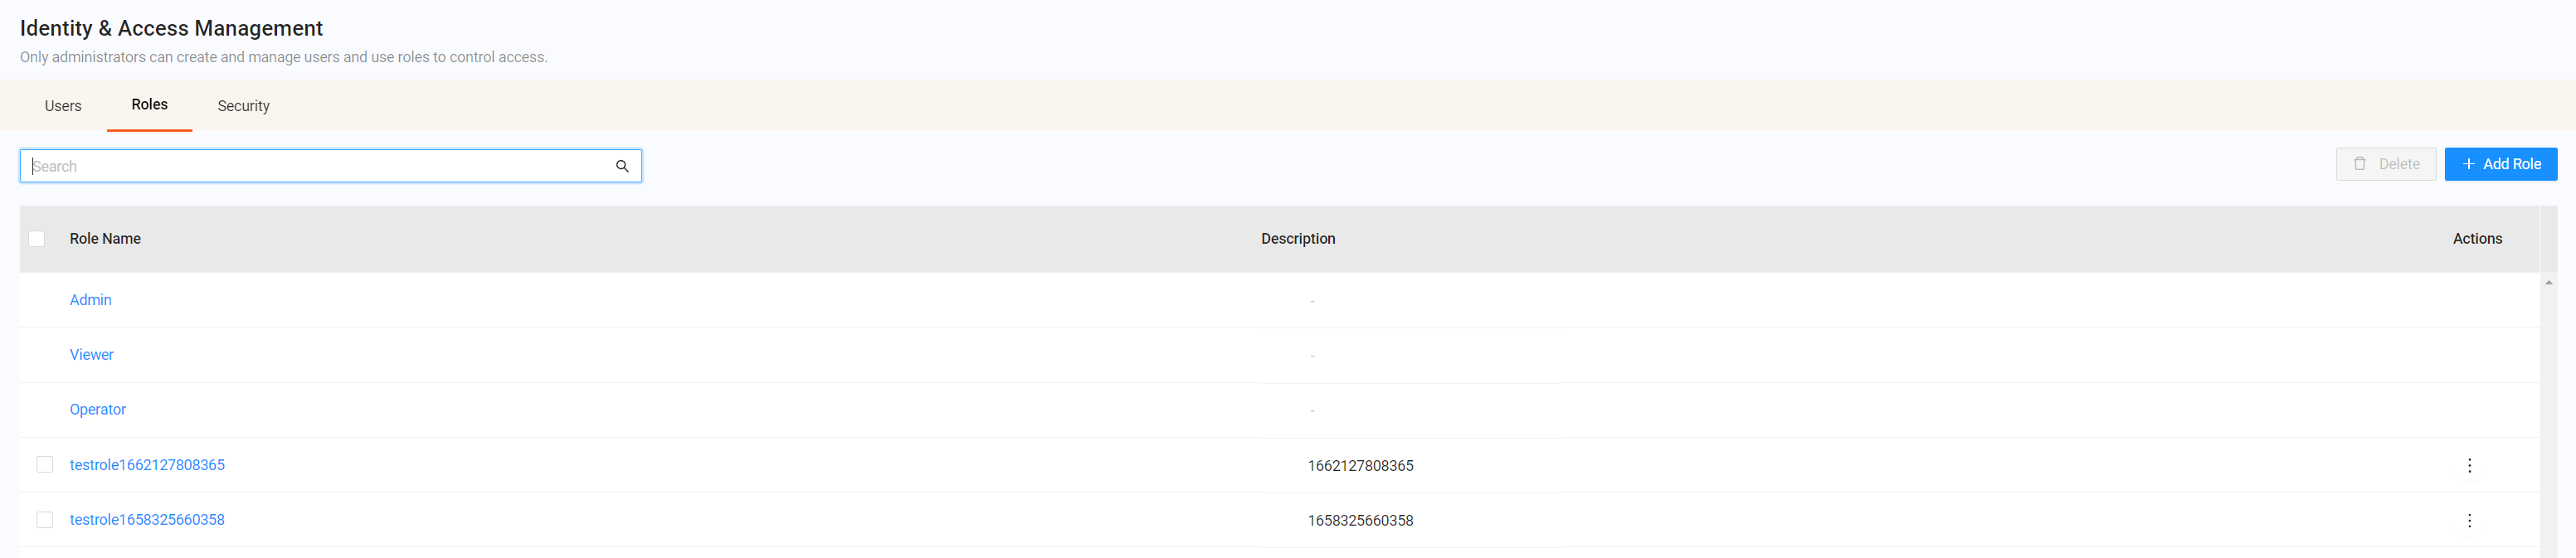 Identity & Access Management
Only administrators can create and manage users and use roles to control access.
Users Roles Security
Search
Delete + Add Role
Role Name Description Actions
Admin -
Viewer -
Operator -
testrole1662127808365 1662127808365
testrole1658325660358 1658325660358